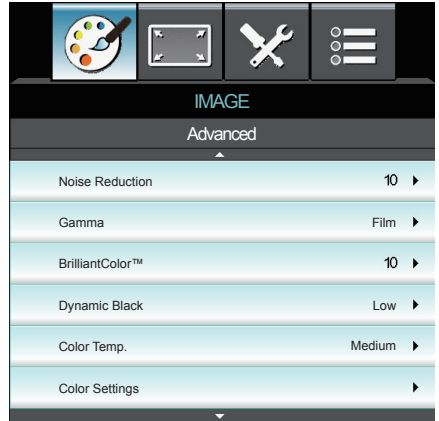 IMAGE
Advanced
Noise Reduction 10
Gamma Film
BrilliantColor™ 10
Dynamic Black Low
Color Temp. Medium
Color Settings